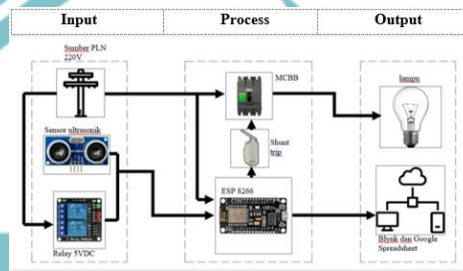 Input
Process
Output
Sumber PLN
220V
MCBB
lampu
Sensor ultrasonik
Shunt
trip
ESP 8266
Relay 5VDC
Blynk dan Google
Spreadsheet